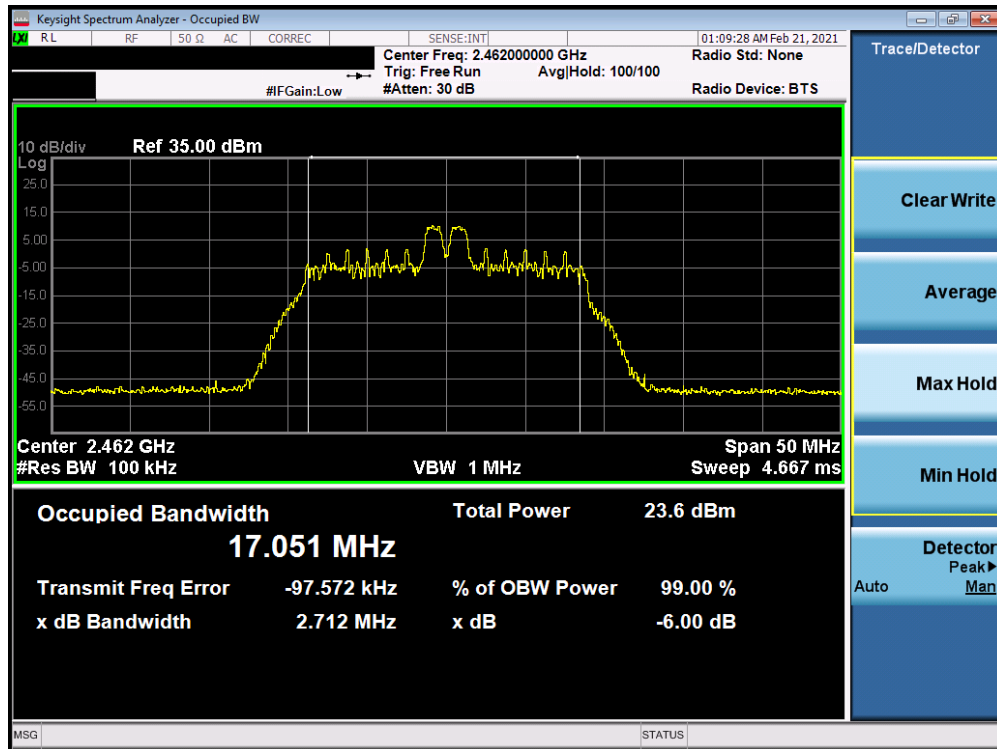 Keysight Spectrum Analyzer - Occupied BW
LXI RL RF 50 Ω AC CORREC SENSE:INT 01:09:28 AM Feb 21, 2021
Center Freq: 2.462000000 GHz Radio Std: None
Trig: Free Run Avg|Hold: 100/100
#IFGain:Low #Atten: 30 dB Radio Device: BTS
10 dB/div Ref 35.00 dBm
Log
25.0
15.0
5.00
-5.00
-15.0
-25.0
-35.0
-45.0
-55.0
Center 2.462 GHz Span 50 MHz
#Res BW 100 kHz VBW 1 MHz Sweep 4.667 ms
Occupied Bandwidth Total Power 23.6 dBm
17.051 MHz
Transmit Freq Error -97.572 kHz % of OBW Power 99.00 %
x dB Bandwidth 2.712 MHz x dB -6.00 dB
MSG STATUS
Trace/Detector
Clear Write
Average
Max Hold
Min Hold
Detector
Peak▶
Auto Man